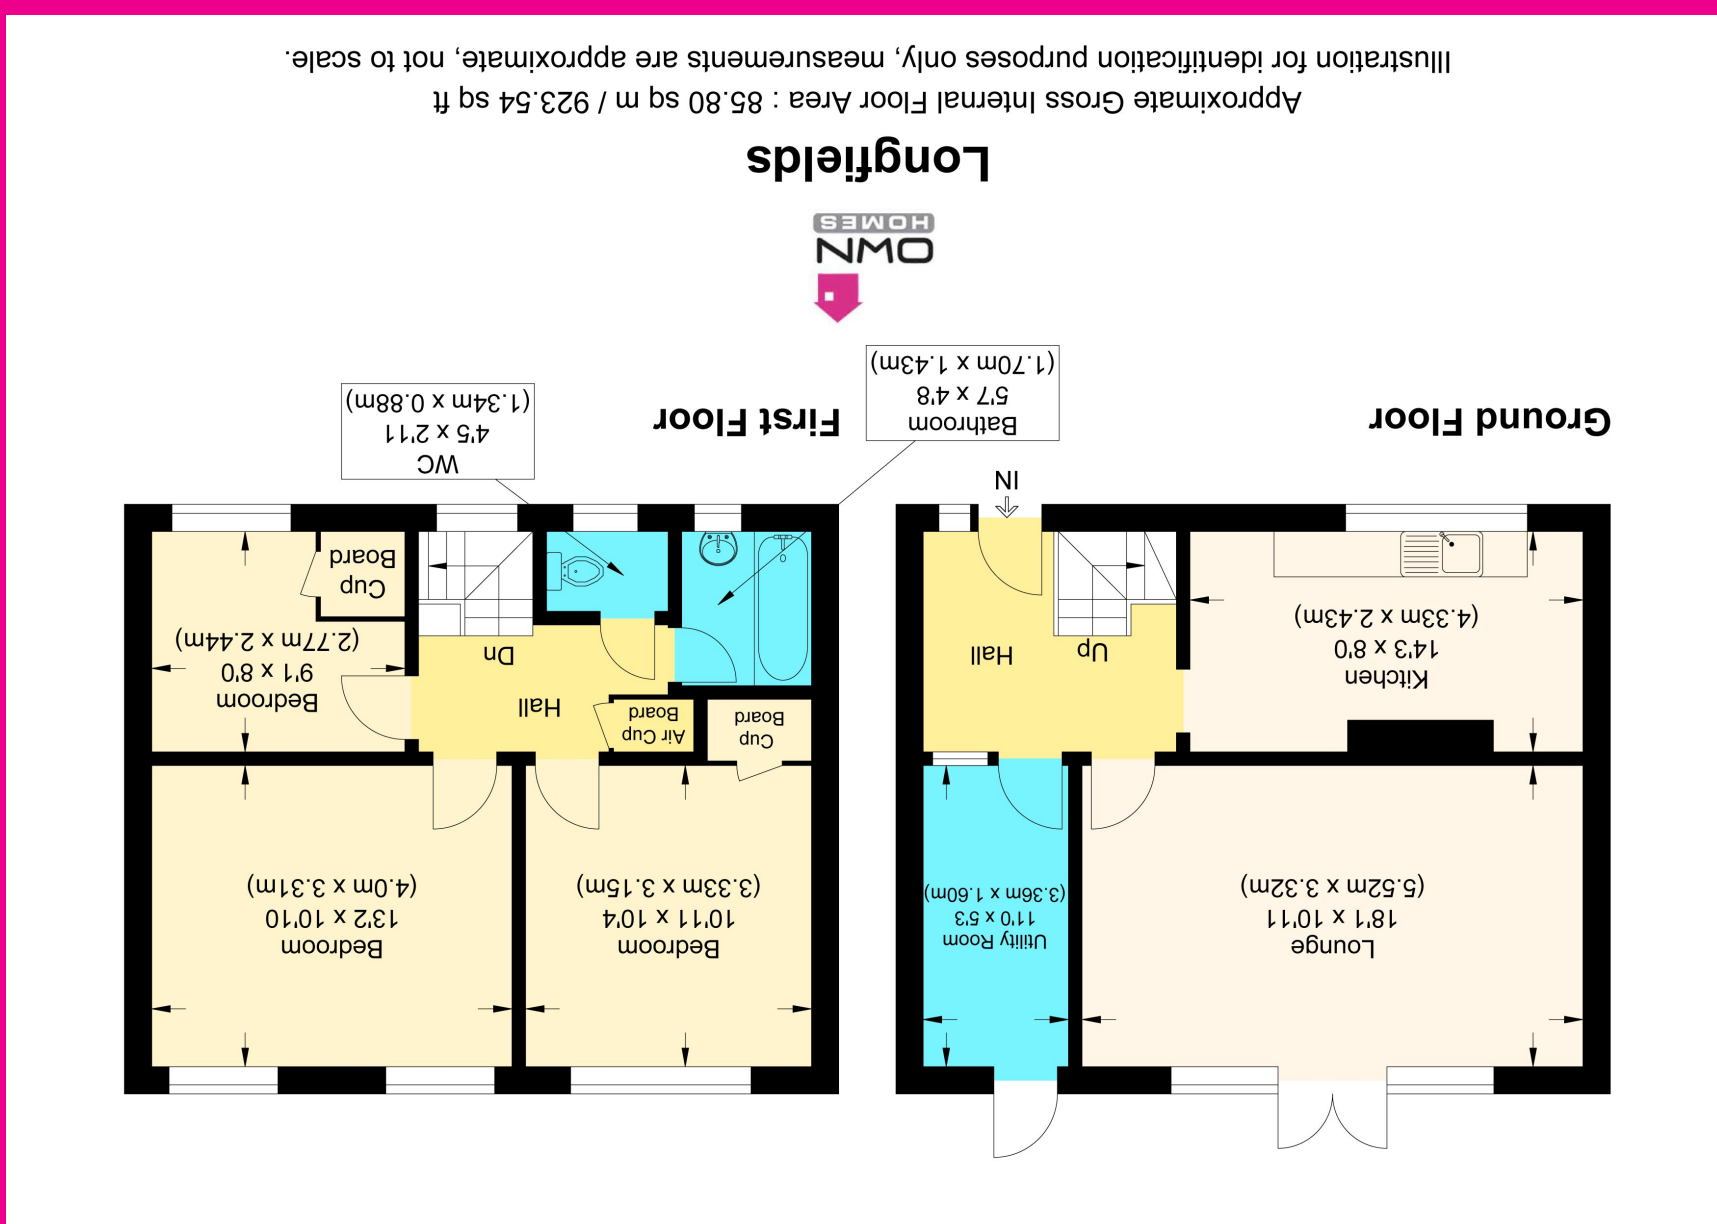 Lounge
18'1 x 10'11
(5.52m x 3.32m)
Utility Room
11'0 x 5'3
(3.36m x 1.60m)
Kitchen
14'3 x 8'0
(4.33m x 2.43m)
Up
Hall
IN
Ground Floor
Bedroom
10'11 x 10'4
(3.33m x 3.15m)
Bedroom
13'2 x 10'10
(4.0m x 3.31m)
Cup
Board
Air Cup
Board
Hall
Dn
Bedroom
9'1 x 8'0
(2.77m x 2.44m)
Cup
Board
Bathroom
5'7 x 4'8
(1.70m x 1.43m)
First Floor
WC
4'5 x 2'11
(1.34m x 0.88m)
OWN
HOMES
Longfields
Approximate Gross Internal Floor Area : 85.80 sq m / 923.54 sq ft
Illustration for identification purposes only, measurements are approximate, not to scale.